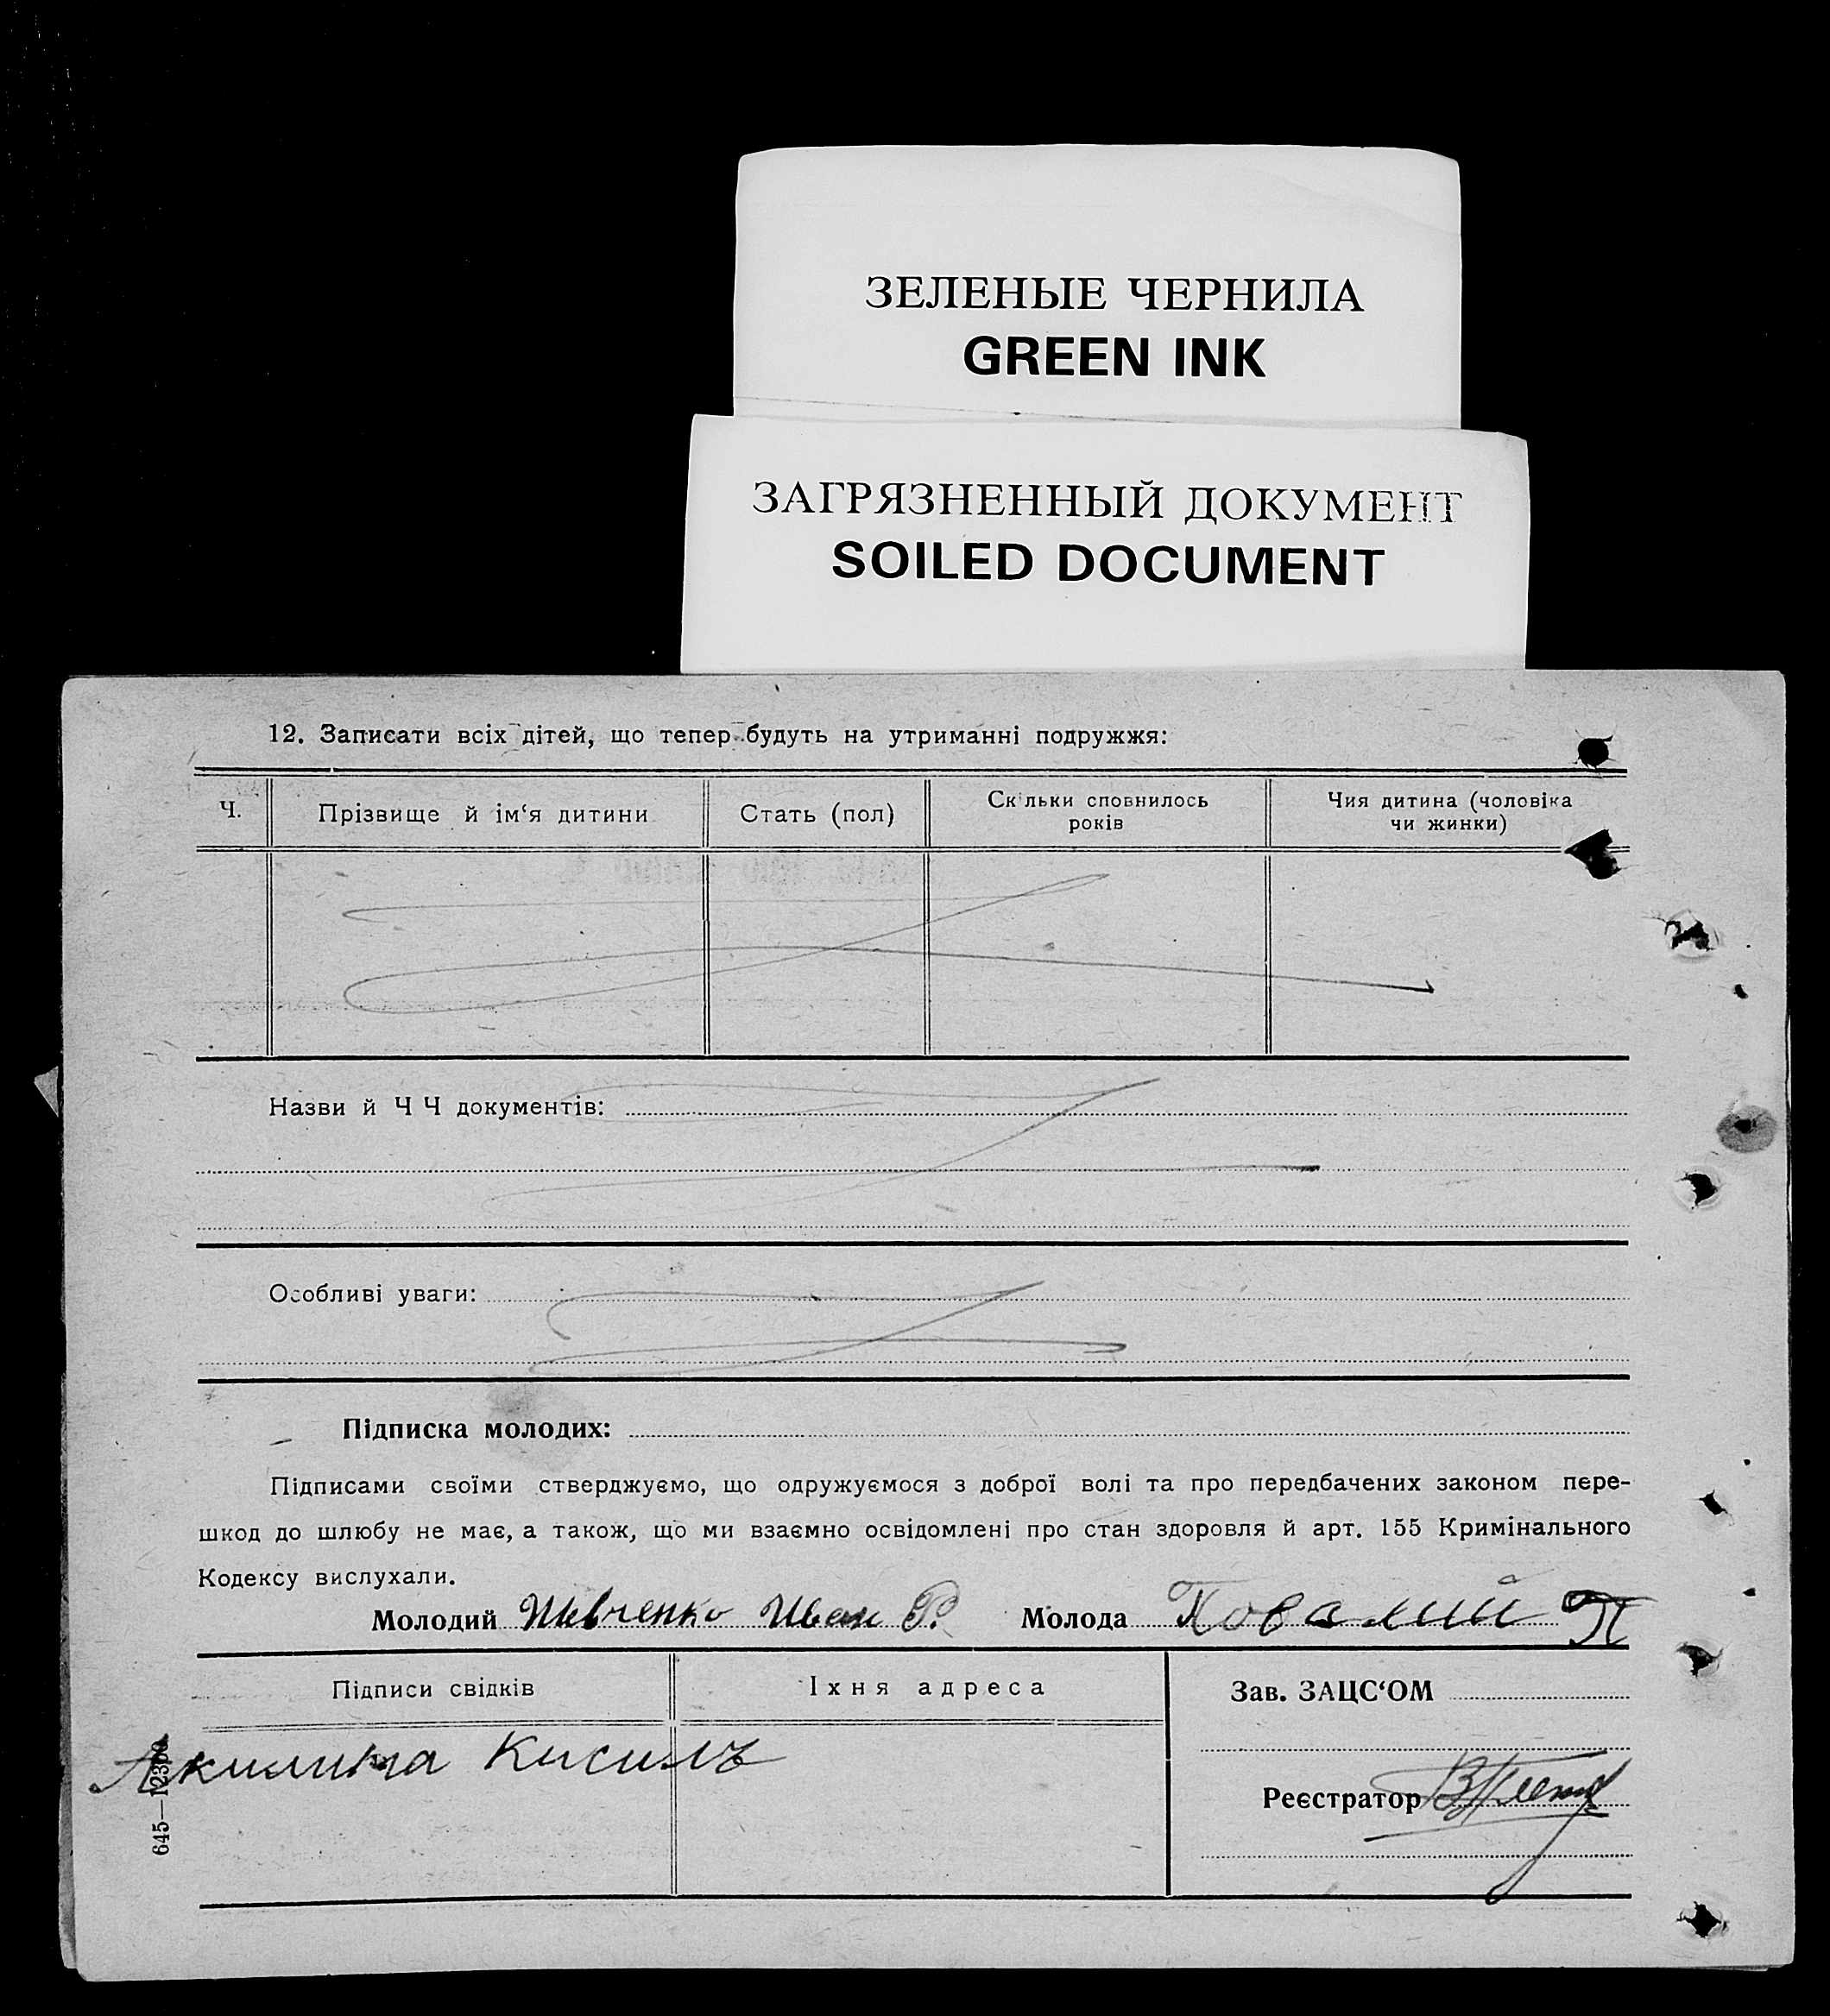 ЗЕЛЕНЫЕ ЧЕРНИЛА
GREEN INK
ЗАГРЯЗНЕННЫЙ ДОКУМЕНТ
SOILED DOCUMENT
12. Записати всіх дітей, що тепер будуть на утриманні подружжя:
Ч.
Прізвище й ім‘я дитини
Стать (пол)
Скільки сповнилось
років
Чия дитина (чоловіка
чи жинки)
Назви й Ч Ч документів:
Особливі уваги:
Підписка молодих:
Підписами своїми стверджуємо, що одружуємося з доброї волі та про передбачених законом пере-
шкод до шлюбу не має, а також, що ми взаємно освідомлені про стан здоровля й арт. 155 Кримінального
Кодексу вислухали.
Молодий Шевченко Иван Р. Молода Повалий П
Підписи свідків
Їхня адреса
Зав. ЗАЦС‘ОМ
Акилина Кисиль
Реєстратор